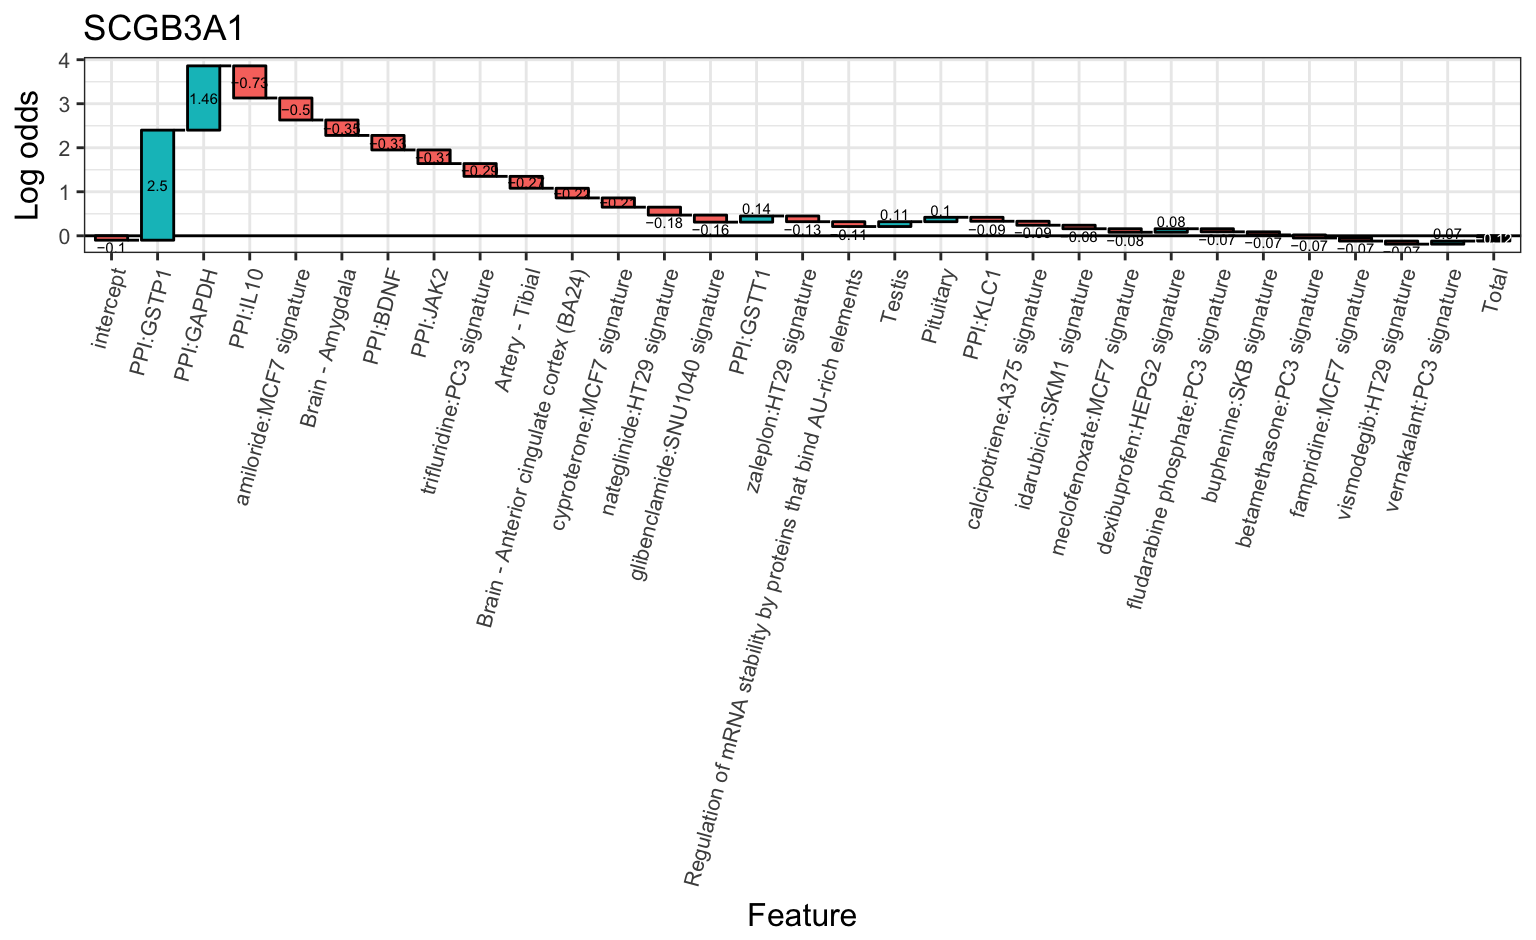 SCGB3A1
Log odds
4
3
2
1
0
−0.1
2.5
1.46
−0.73
−0.5
−0.35
−0.33
−0.31
−0.29
−0.27
−0.22
−0.21
−0.18
−0.16
0.14
−0.13
−0.11
0.11
0.1
−0.09
−0.09
−0.08
−0.08
0.08
−0.07
−0.07
−0.07
−0.07
−0.07
0.07
−0.12
intercept
PPI:GSTP1
PPI:GAPDH
PPI:IL10
amiloride:MCF7 signature
Brain - Amygdala
PPI:BDNF
PPI:JAK2
trifluridine:PC3 signature
Artery - Tibial
Brain - Anterior cingulate cortex (BA24)
cyproterone:MCF7 signature
nateglinide:HT29 signature
glibenclamide:SNU1040 signature
PPI:GSTT1
zaleplon:HT29 signature
Regulation of mRNA stability by proteins that bind AU-rich elements
Testis
Pituitary
PPI:KLC1
calcipotriene:A375 signature
idarubicin:SKM1 signature
meclofenoxate:MCF7 signature
dexibuprofen:HEPG2 signature
fludarabine phosphate:PC3 signature
buphenine:SKB signature
betamethasone:PC3 signature
fampridine:MCF7 signature
vismodegib:HT29 signature
vernakalant:PC3 signature
Total
Feature